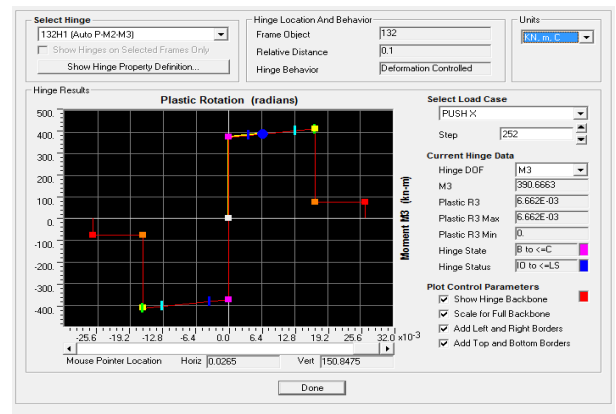 Select Hinge
132H1 (Auto P-M2-M3)
Show Hinges on Selected Frames Only
Show Hinge Property Definition...
Hinge Location And Behavior
Frame Object 132
Relative Distance 0.1
Hinge Behavior Deformation Controlled
Units
KN, m, C
Hinge Results
Plastic Rotation (radians)
500.
400.
300.
200.
100.
0.
-100.
-200.
-300.
-400.
Moment M3 (kn-m)
-25.6 -19.2 -12.8 -6.4 0.0 6.4 12.8 19.2 25.6 32.0 x10-3
Mouse Pointer Location Horiz 0.0265 Vert 150.8475
Select Load Case
PUSH X
Step 252
Current Hinge Data
Hinge DOF M3
M3 390.6663
Plastic R3 6.662E-03
Plastic R3 Max 6.662E-03
Plastic R3 Min 0.
Hinge State B to <=C
Hinge Status IO to <=LS
Plot Control Parameters
Show Hinge Backbone
Scale for Full Backbone
Add Left and Right Borders
Add Top and Bottom Borders
Done